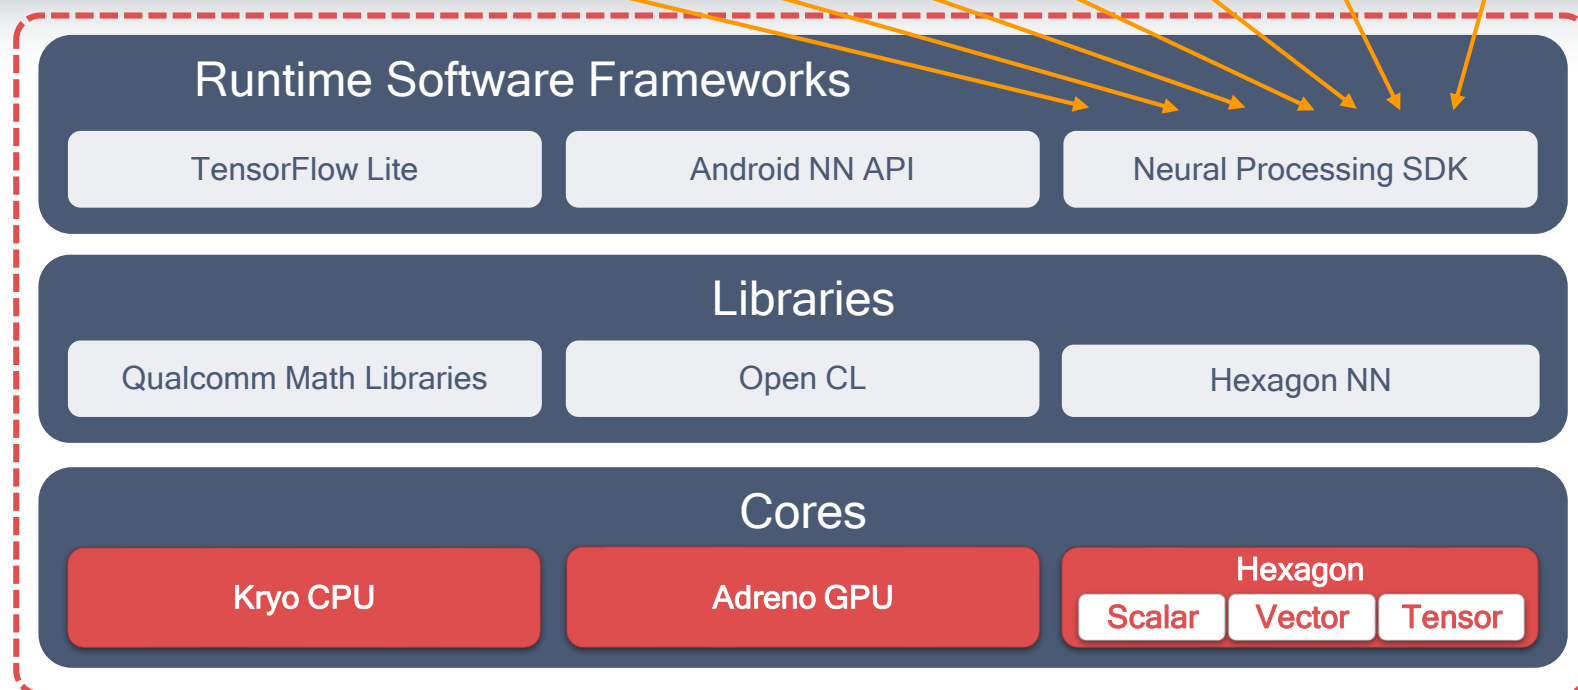 Runtime Software Frameworks
TensorFlow Lite
Android NN API
Neural Processing SDK
Libraries
Qualcomm Math Libraries
Open CL
Hexagon NN
Cores
Kryo CPU
Adreno GPU
Hexagon
Scalar
Vector
Tensor